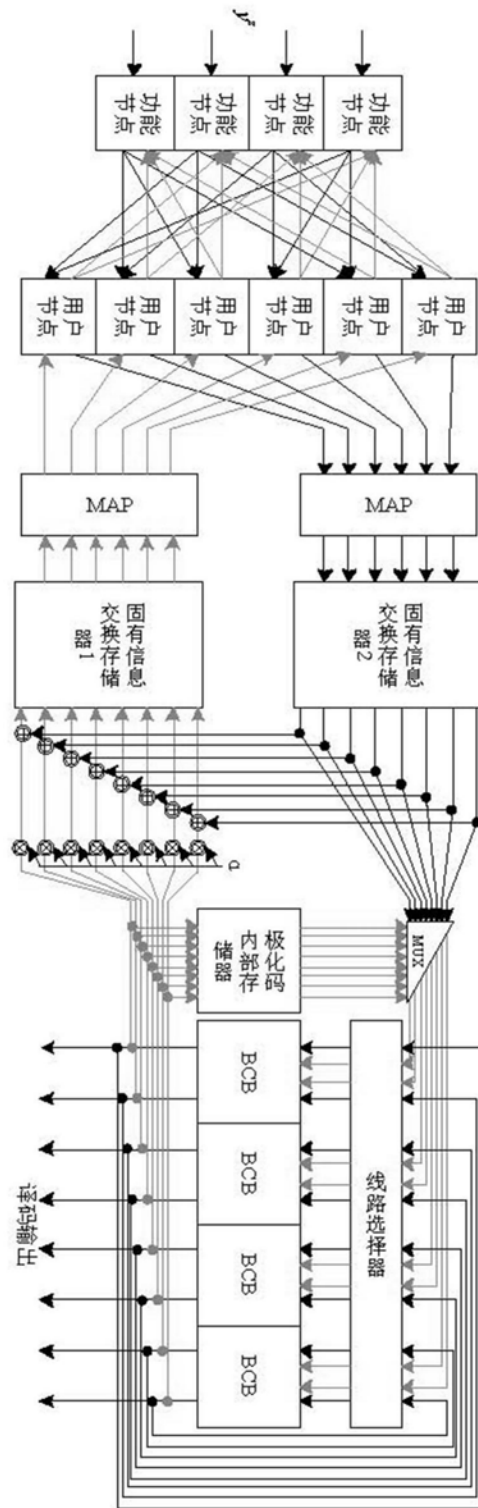 功能
节点
功能
节点
功能
节点
功能
节点
用户
节点
用户
节点
用户
节点
用户
节点
用户
节点
用户
节点
MAP
MAP
固有信息
交换存储
器1
固有信息
交换存储
器2
α
极化码
内部存
储器
MUX
BCB
BCB
BCB
BCB
线路选择器
译码输出